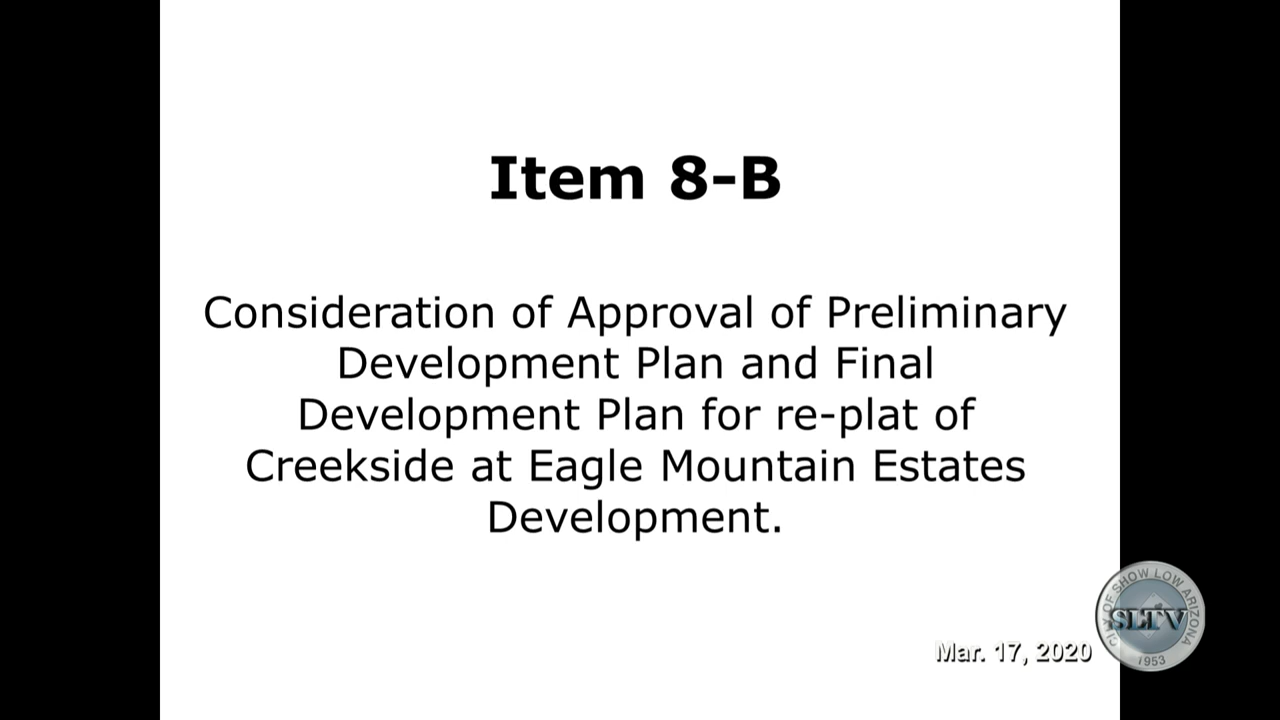 Item 8-B
Consideration of Approval of Preliminary
Development Plan and Final
Development Plan for re-plat of
Creekside at Eagle Mountain Estates
Development.
Mar. 17, 2020
CITY OF SHOW LOW ARIZONA
SLTV
1953